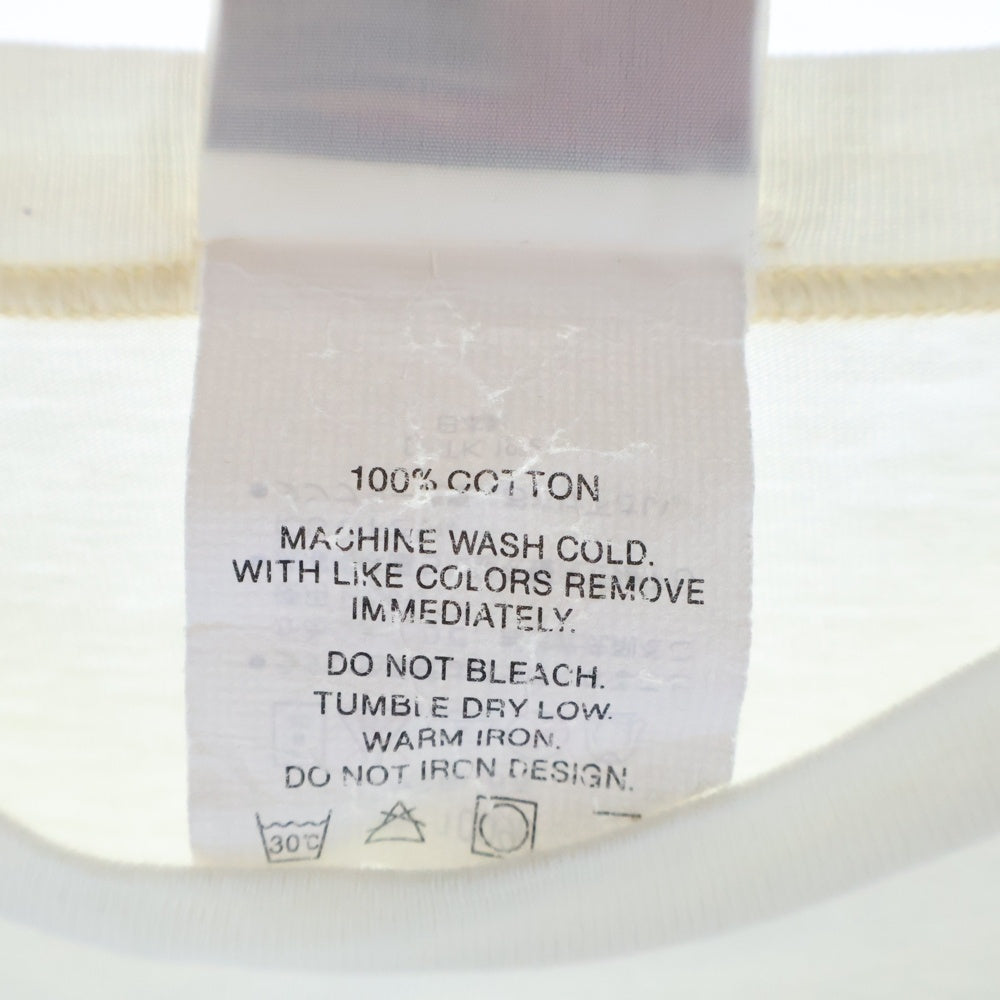 100% COTTON
MACHINE WASH COLD.
WITH LIKE COLORS REMOVE
IMMEDIATELY.
DO NOT BLEACH.
TUMBLE DRY LOW.
WARM IRON.
DO NOT IRON DESIGN.
30℃